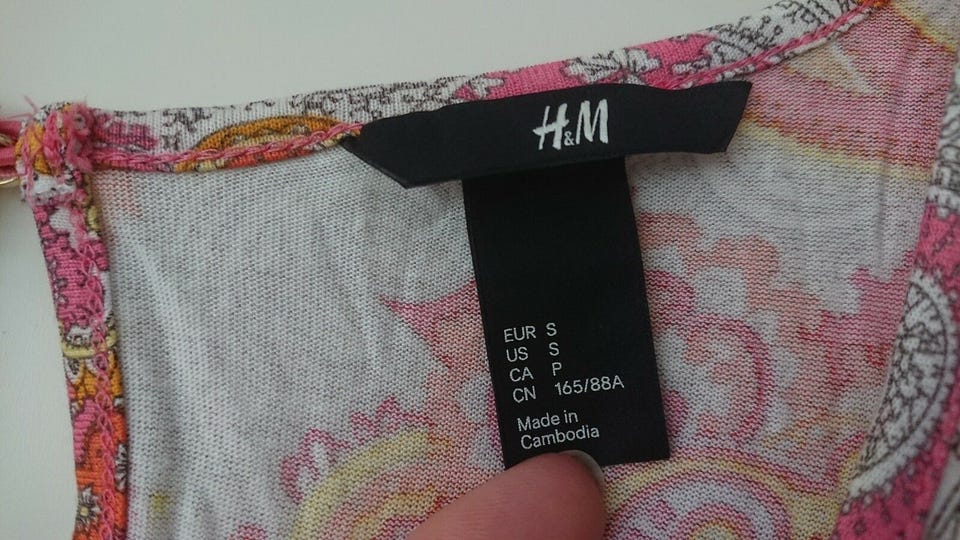 H&M
EUR S
US S
CA P
CN 165/88A
Made in
Cambodia